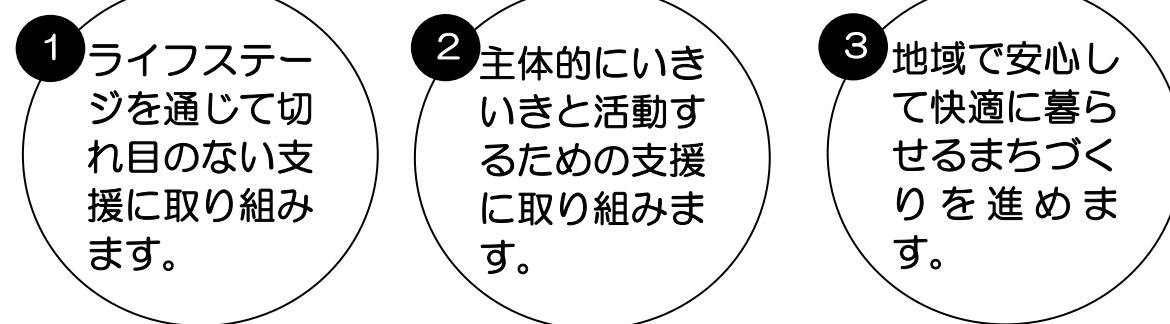 1
ライフステー
ジを通じて切
れ目のない支
援に取り組み
ます。
2
主体的にいき
いきと活動す
るための支援
に取り組みま
す。
3
地域で安心し
て快適に暮ら
せるまちづく
りを進めま
す。